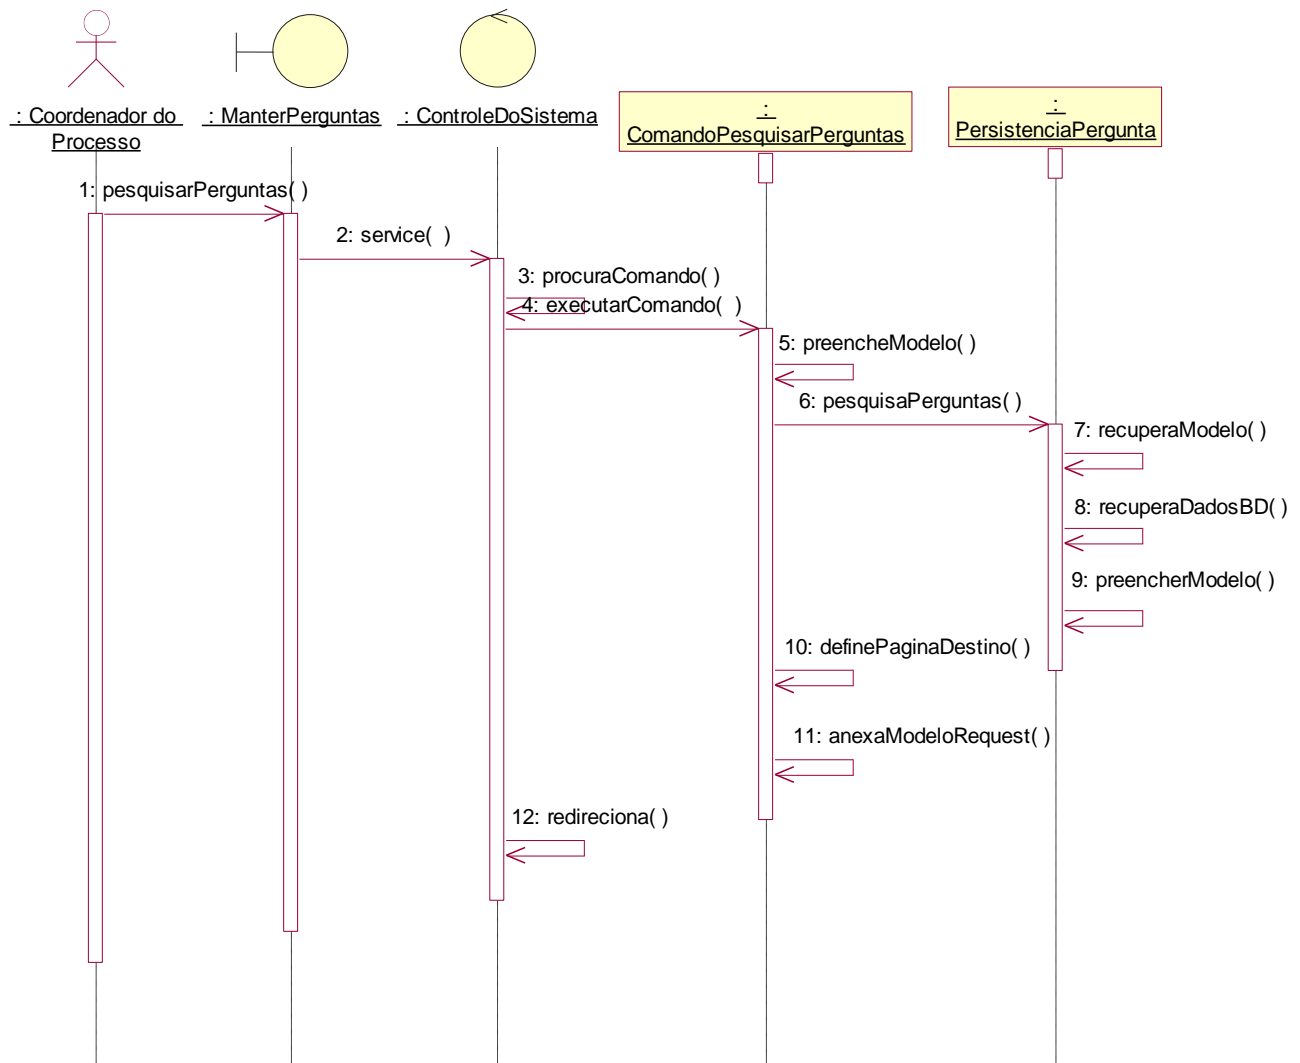 : Coordenador do
Processo
: ManterPerguntas
: ControleDoSistema
:
ComandoPesquisarPerguntas
:
PersistenciaPergunta
1: pesquisarPerguntas( )
2: service(  )
3: procuraComando( )
4: executarComando(  )
5: preencheModelo( )
6: pesquisaPerguntas( )
7: recuperaModelo( )
8: recuperaDadosBD( )
9: preencherModelo( )
10: definePaginaDestino( )
11: anexaModeloRequest( )
12: redireciona( )